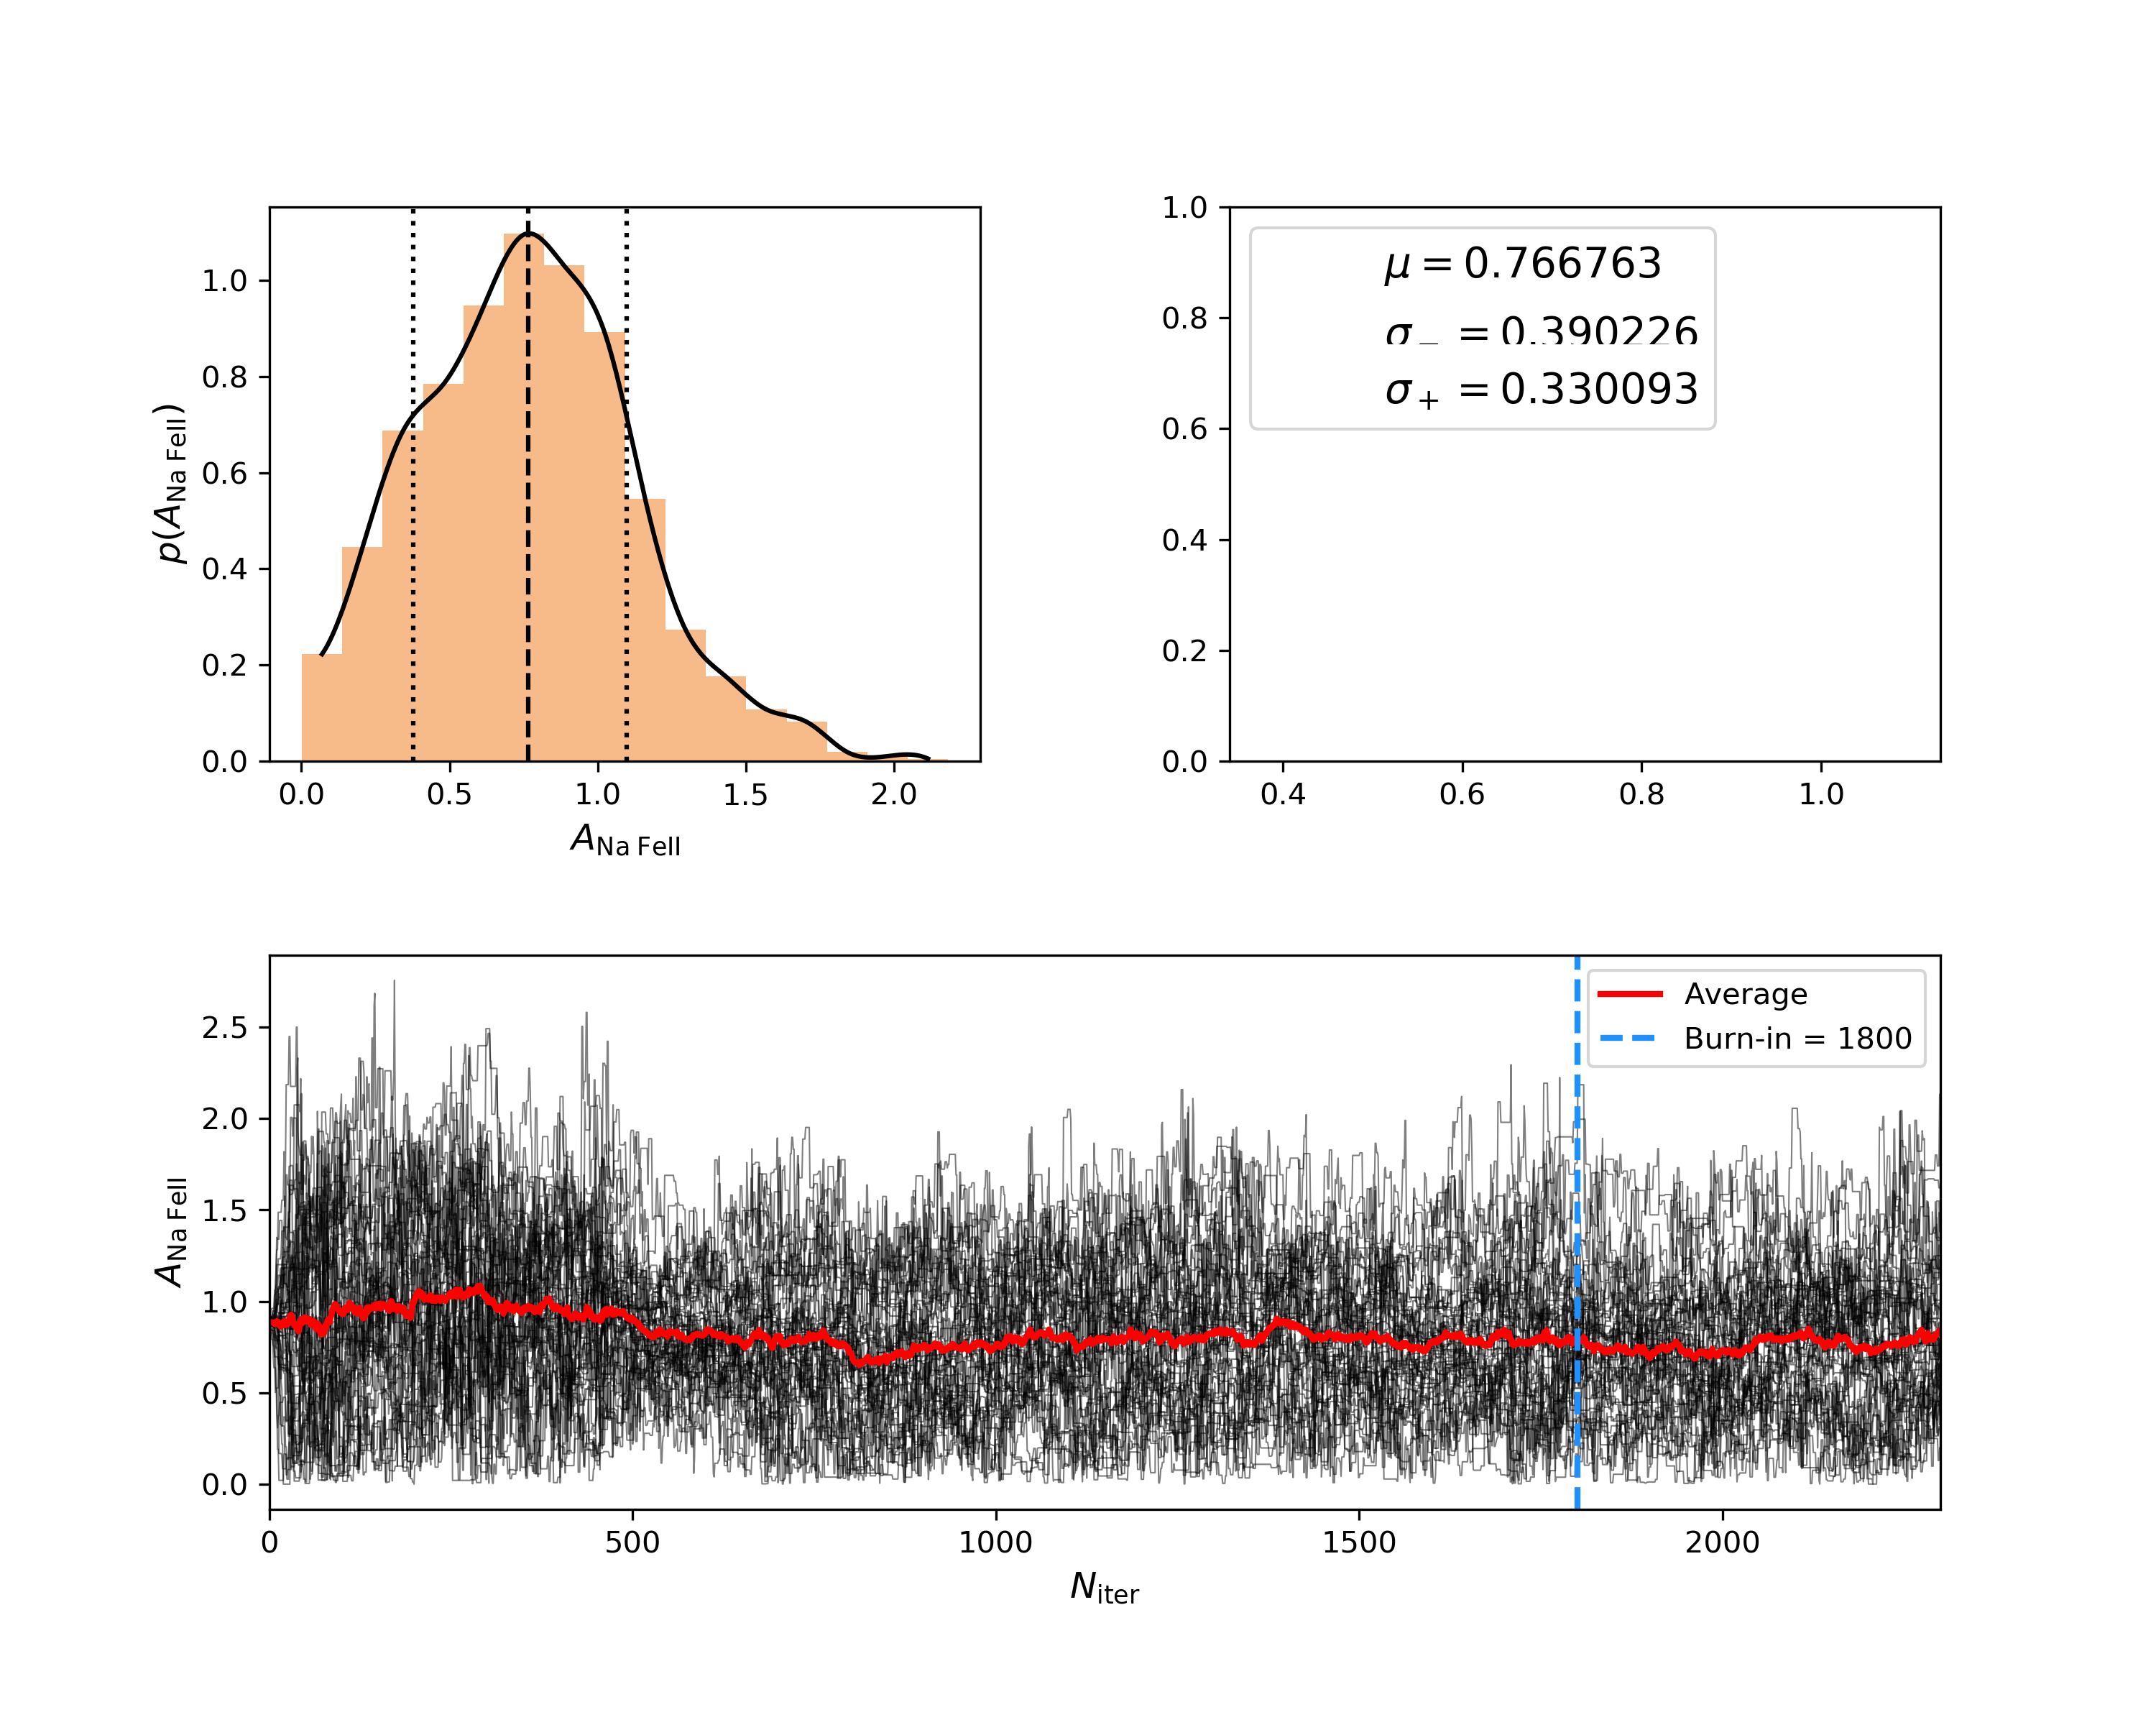 1.0
0.8
0.6
0.4
0.2
0.0
0.0 0.5 1.0 1.5 2.0
p(A_Na FeII)
A_Na FeII
1.0
0.8
0.6
0.4
0.2
0.0
0.4 0.6 0.8 1.0
μ = 0.766763
σ_− = 0.390226
σ_+ = 0.330093
2.5
2.0
1.5
1.0
0.5
0.0
0 500 1000 1500 2000
A_Na FeII
N_iter
Average
Burn-in = 1800